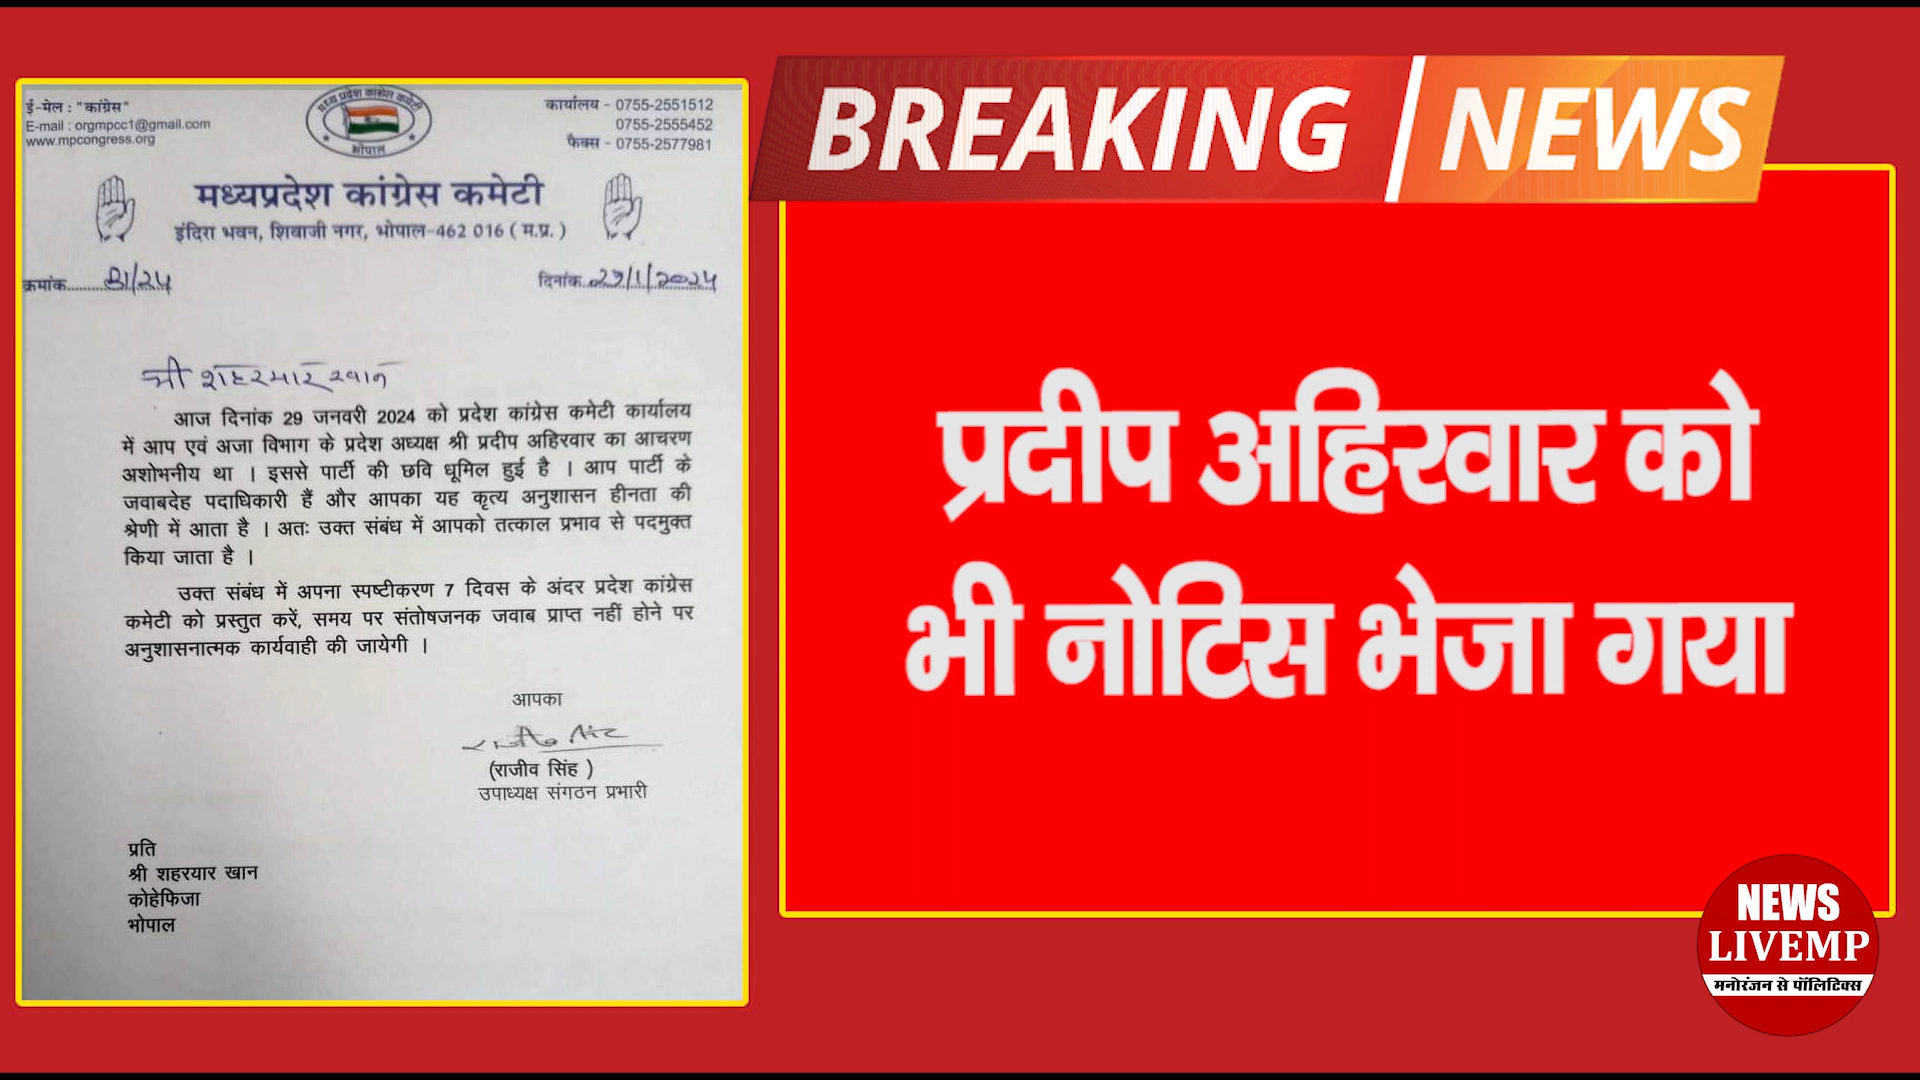 ई-मेल : "कांग्रेस"
E-mail : orgmpcc1@gmail.com
www.mpcongress.org
मध्य प्रदेश कांग्रेस कमेटी
भोपाल
कार्यालय - 0755-2551512
0755-2555452
फैक्स - 0755-2577981
मध्यप्रदेश कांग्रेस कमेटी
इंदिरा भवन, शिवाजी नगर, भोपाल-462 016 ( म.प्र. )
क्रमांक
दिनांक 29/1/2024
श्री शहरयार खान
आज दिनांक 29 जनवरी 2024 को प्रदेश कांग्रेस कमेटी कार्यालय
में आप एवं अजा विभाग के प्रदेश अध्यक्ष श्री प्रदीप अहिरवार का आचरण
अशोभनीय था । इससे पार्टी की छवि धूमिल हुई है । आप पार्टी के
जवाबदेह पदाधिकारी हैं और आपका यह कृत्य अनुशासन हीनता की
श्रेणी में आता है । अतः उक्त संबंध में आपको तत्काल प्रभाव से पदमुक्त
किया जाता है ।
उक्त संबंध में अपना स्पष्टीकरण 7 दिवस के अंदर प्रदेश कांग्रेस
कमेटी को प्रस्तुत करें, समय पर संतोषजनक जवाब प्राप्त नहीं होने पर
अनुशासनात्मक कार्यवाही की जायेगी ।
आपका
(राजीव सिंह )
उपाध्यक्ष संगठन प्रभारी
प्रति
श्री शहरयार खान
कोहेफिजा
भोपाल
BREAKING NEWS
प्रदीप अहिरवार को
भी नोटिस भेजा गया
NEWS
LIVEMP
मनोरंजन से पॉलिटिक्स